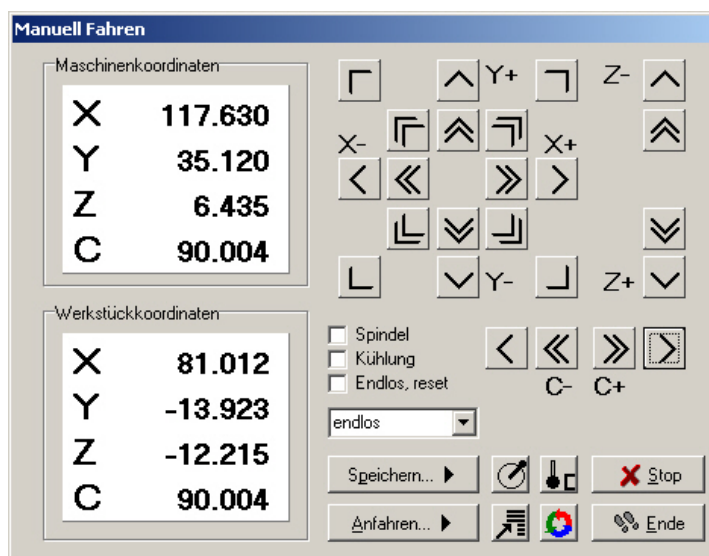 Manuell Fahren
Maschinenkoordinaten
X 117.630
Y 35.120
Z 6.435
C 90.004
Y+
Z-
X-
X+
Y-
Z+
Werkstückkoordinaten
X 81.012
Y -13.923
Z -12.215
C 90.004
Spindel
Kühlung
Endlos, reset
C- C+
endlos
Speichern...
Stop
Anfahren...
Ende